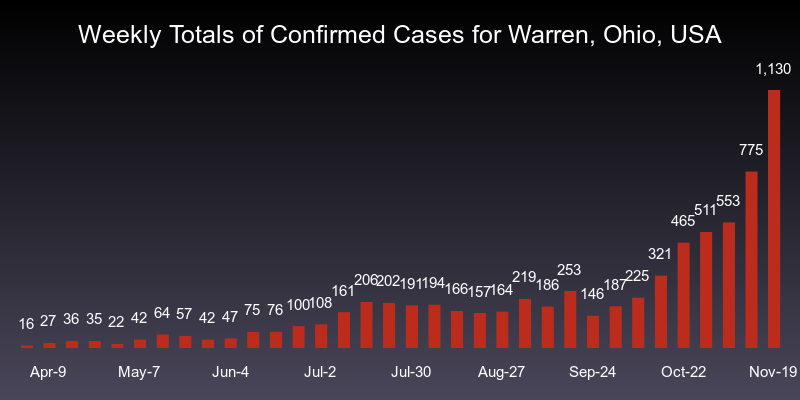 Weekly Totals of Confirmed Cases for Warren, Ohio, USA
16 27 36 35 22 42 64 57 42 47 75 76 100 108 161 206 202 191 194 166 157 164 219 186 253 146 187 225 321 465 511 553 775 1,130
Apr-9 May-7 Jun-4 Jul-2 Jul-30 Aug-27 Sep-24 Oct-22 Nov-19